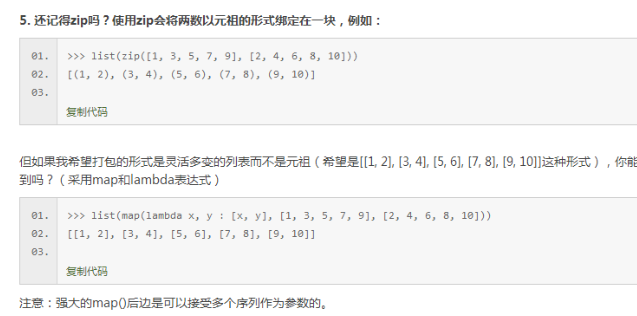 5. 还记得zip吗？使用zip会将两数以元祖的形式绑定在一块，例如：
01. >>> list(zip([1, 3, 5, 7, 9], [2, 4, 6, 8, 10]))
02. [(1, 2), (3, 4), (5, 6), (7, 8), (9, 10)]
03.
复制代码
但如果我希望打包的形式是灵活多变的列表而不是元祖（希望是[[1, 2], [3, 4], [5, 6], [7, 8], [9, 10]]这种形式），你能
到吗？（采用map和lambda表达式）
01. >>> list(map(lambda x, y : [x, y], [1, 3, 5, 7, 9], [2, 4, 6, 8, 10]))
02. [[1, 2], [3, 4], [5, 6], [7, 8], [9, 10]]
03.
复制代码
注意：强大的map()后边是可以接受多个序列作为参数的。